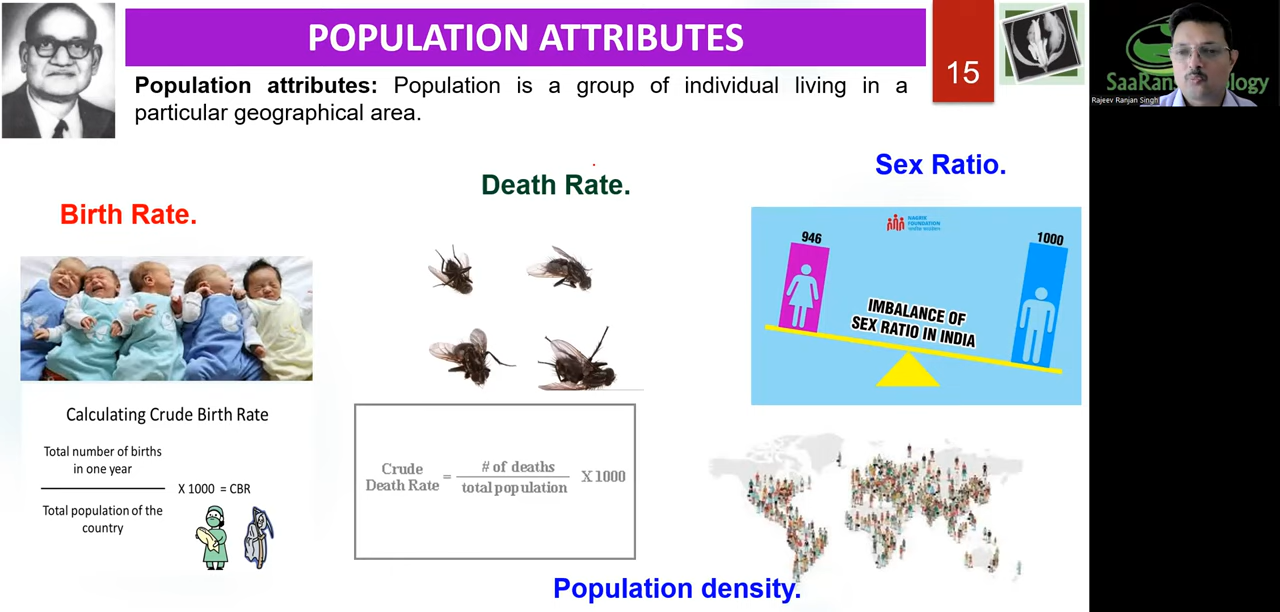 POPULATION ATTRIBUTES
15
SaaRan
logy
Rajeev Ranjan Singh
Population attributes: Population is a group of individual living in a
particular geographical area.
Birth Rate.
Death Rate.
Sex Ratio.
NAGRIK
FOUNDATION
946
1000
IMBALANCE OF
SEX RATIO IN INDIA
Calculating Crude Birth Rate
Total number of births
in one year
X 1000 = CBR
Total population of the
country
Crude
Death Rate
=
# of deaths
total population
X 1000
Population density.